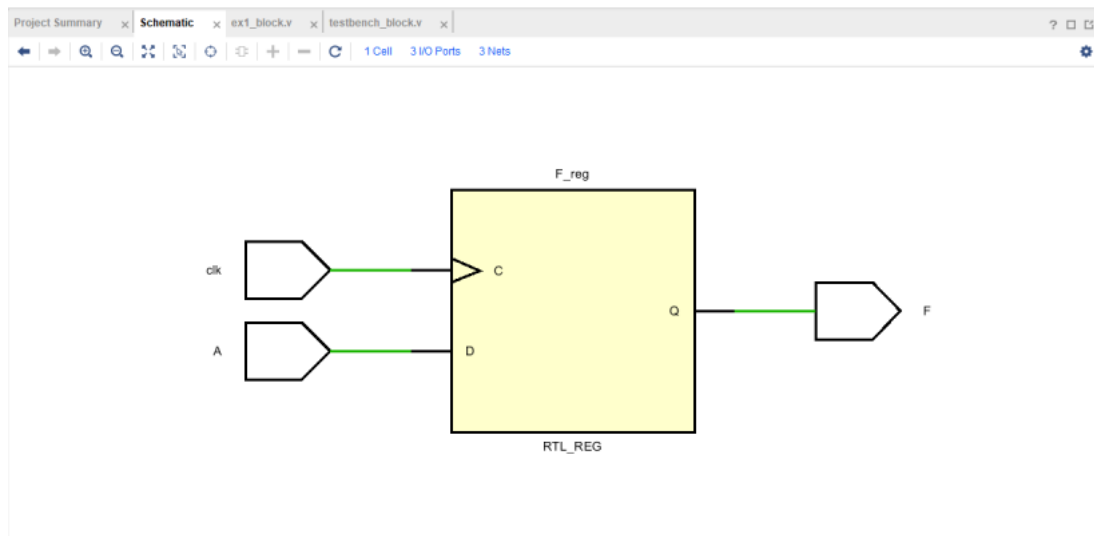 Project Summary × Schematic × ex1_block.v × testbench_block.v × ?
1 Cell 3 I/O Ports 3 Nets
F_reg
clk
C
Q
F
A
D
RTL_REG